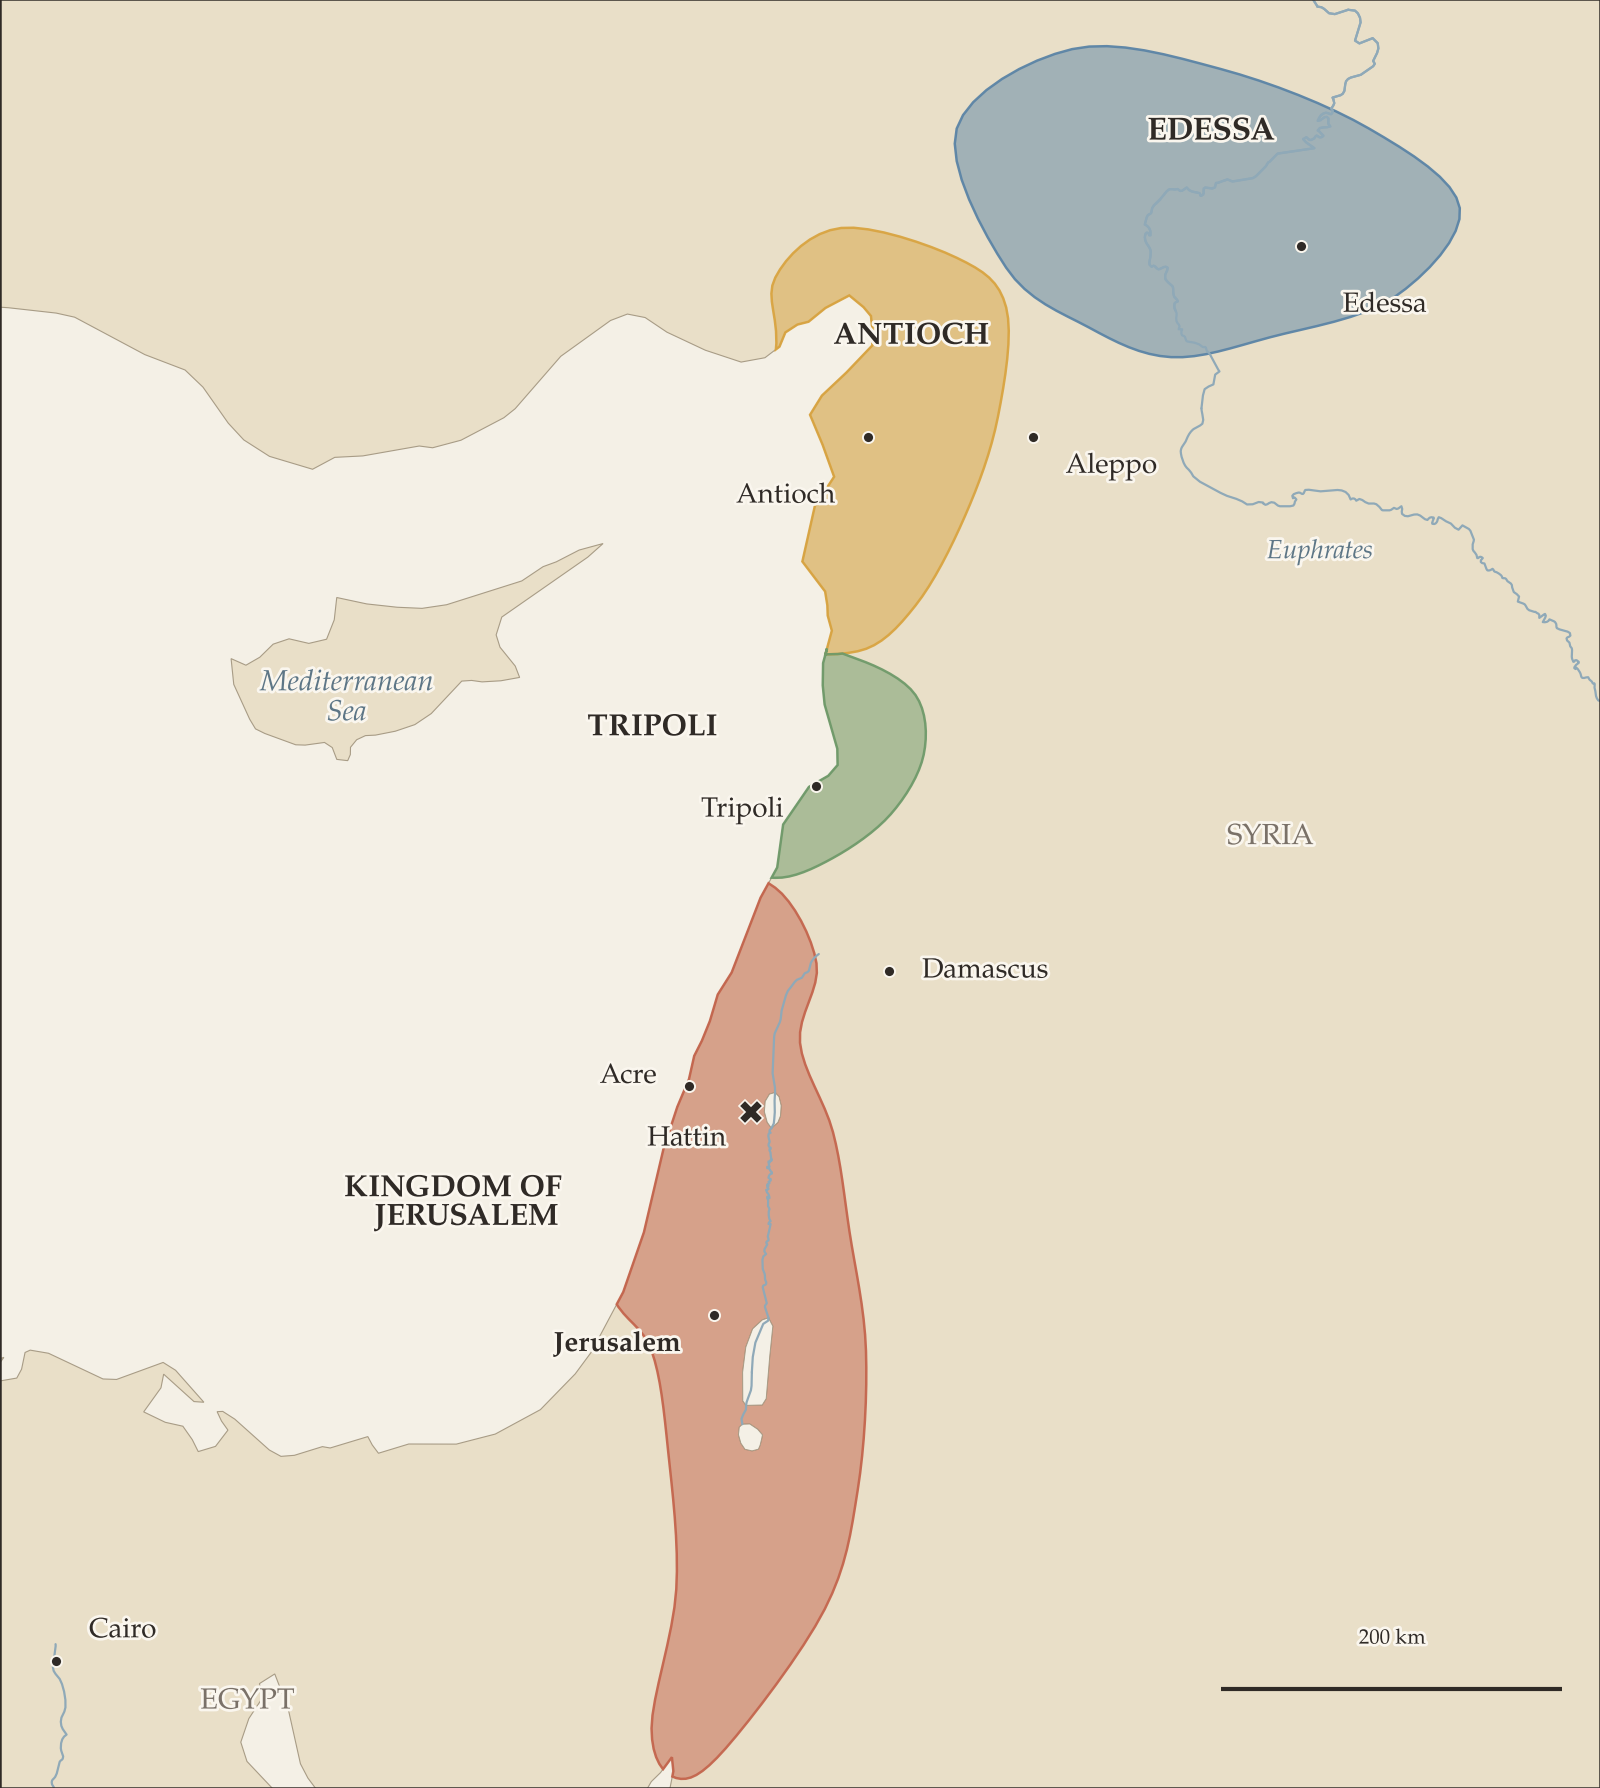 EDESSA
Edessa
ANTIOCH
Aleppo
Antioch
Euphrates
Mediterranean
Sea
TRIPOLI
Tripoli
SYRIA
Damascus
Acre
Hattin
KINGDOM OF
JERUSALEM
Jerusalem
Cairo
200 km
EGYPT